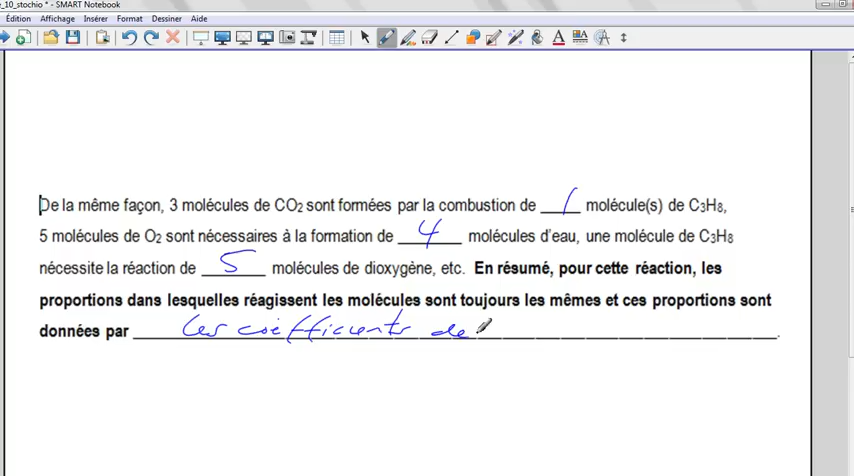 e_10_stochio * - SMART Notebook
Édition Affichage Insérer Format Dessiner Aide
De la même façon, 3 molécules de CO2 sont formées par la combustion de 1 molécule(s) de C3H8,
5 molécules de O2 sont nécessaires à la formation de 4 molécules d'eau, une molécule de C3H8
nécessite la réaction de 5 molécules de dioxygène, etc. En résumé, pour cette réaction, les
proportions dans lesquelles réagissent les molécules sont toujours les mêmes et ces proportions sont
données par les coefficients de.